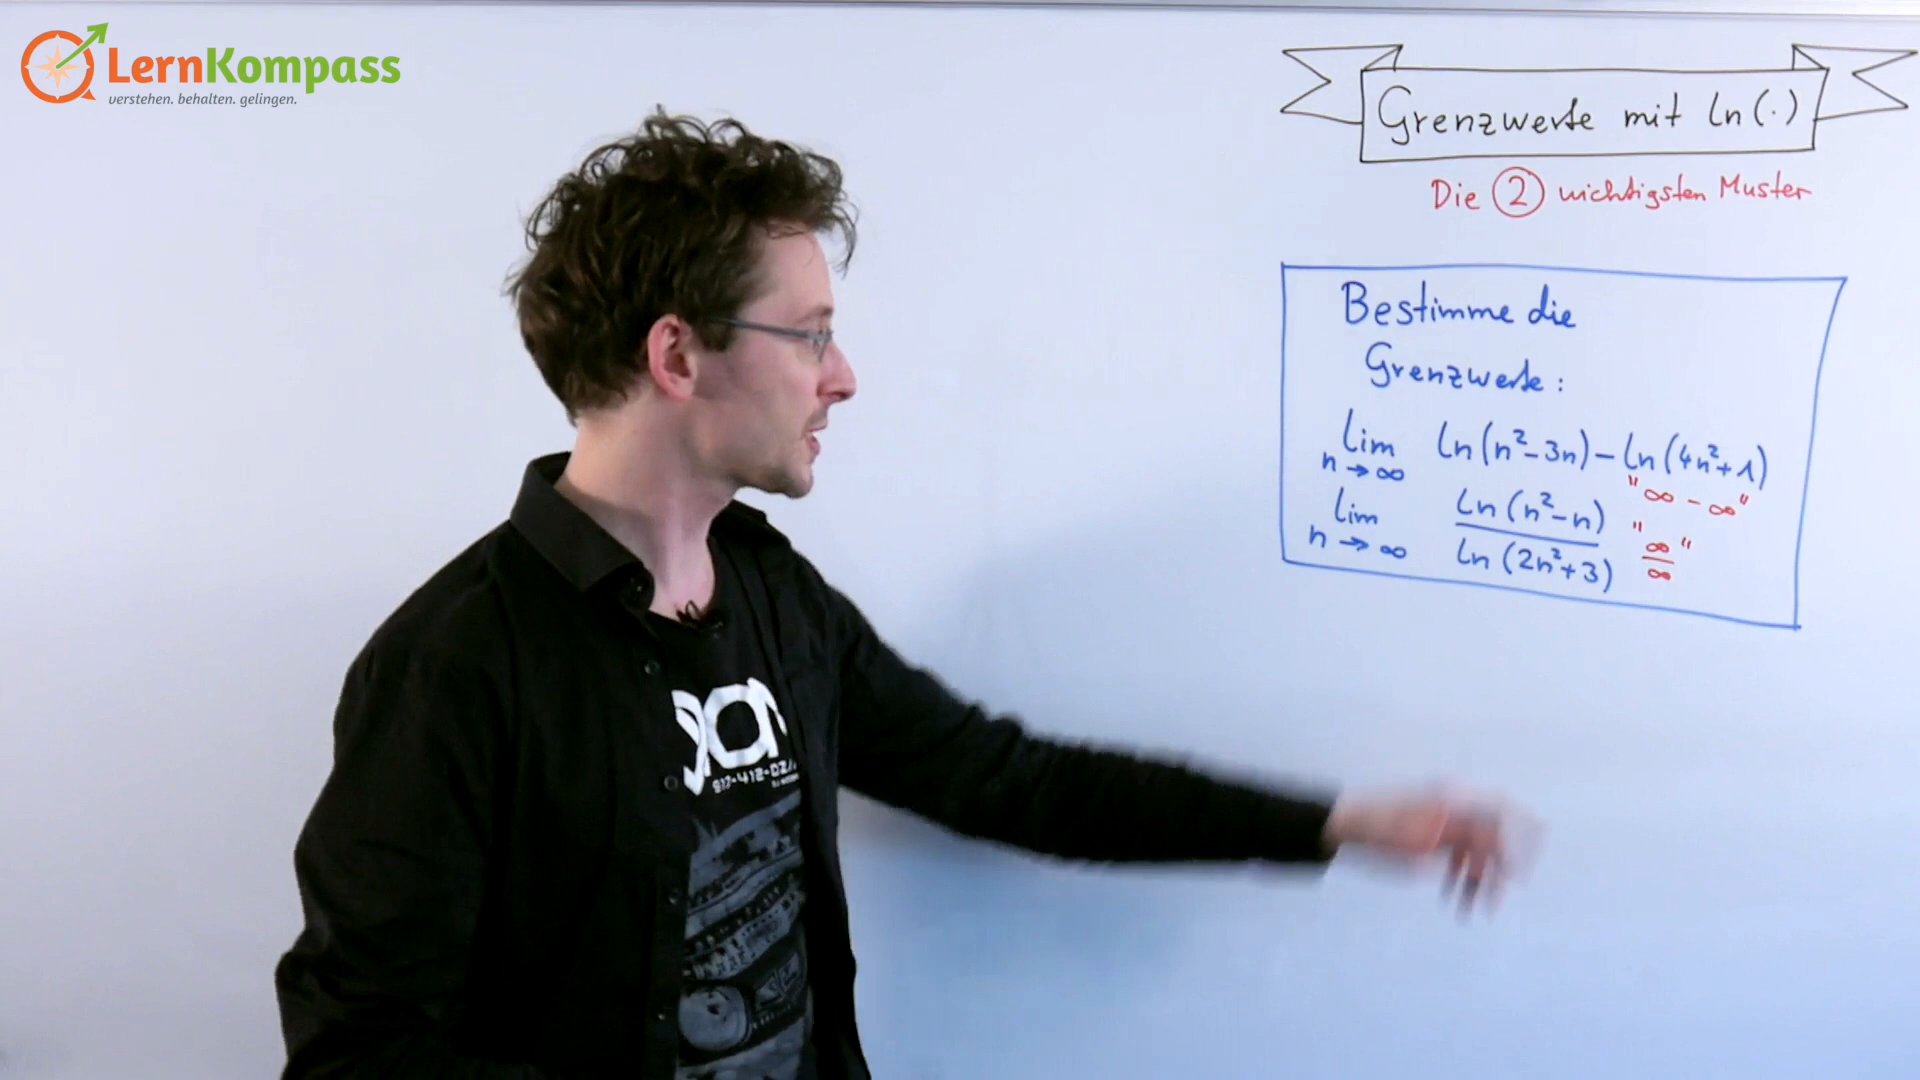 LernKompass
verstehen. behalten. gelingen.
Grenzwerte mit ln(·)
Die 2 wichtigsten Muster
Bestimme die
Grenzwerte:
lim n→∞ ln(n²-3n) - ln(4n²+1)
"∞ - ∞"
lim n→∞ ln(n²-n) / ln(2n²+3) "∞/∞"